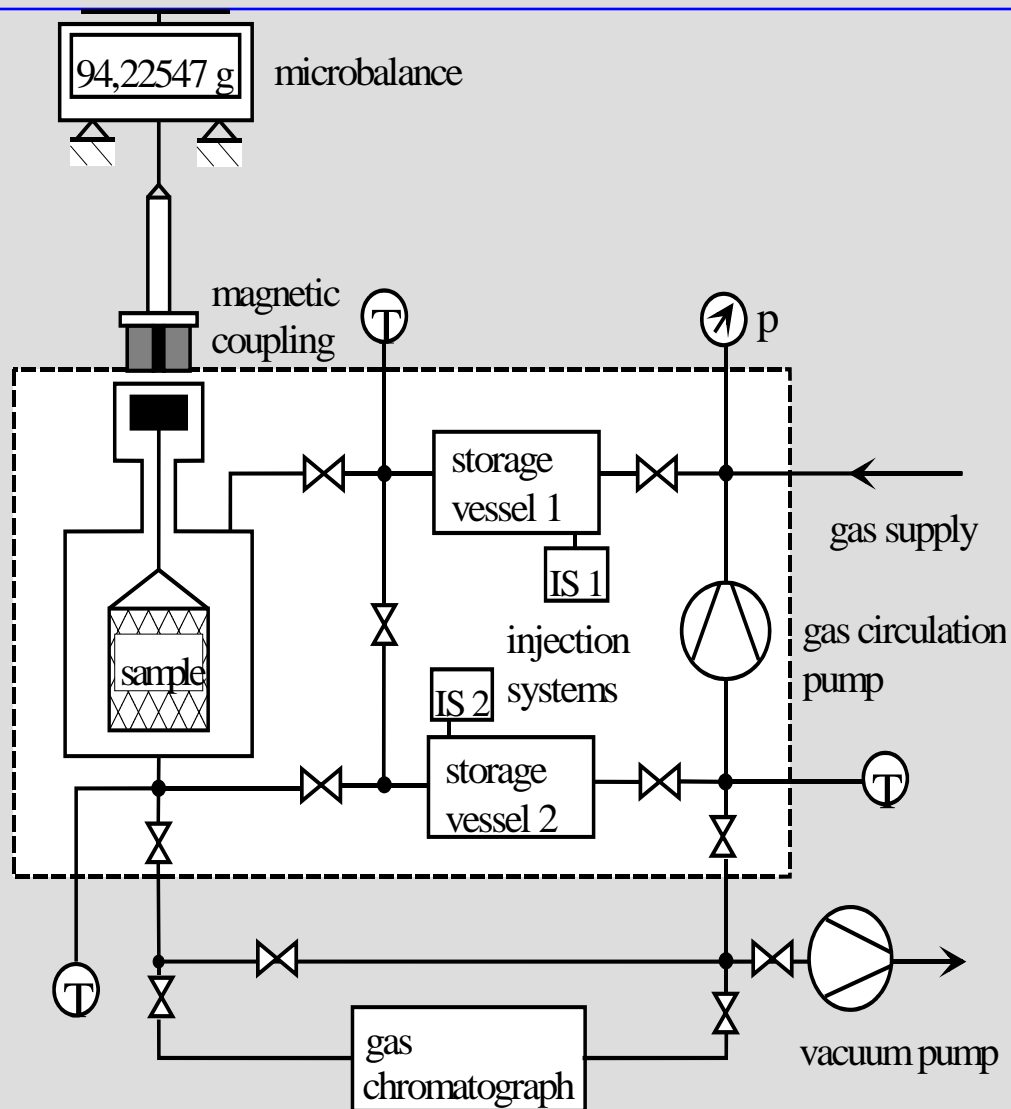 94,22547 g
microbalance
magnetic
coupling
T
p
storage
vessel 1
gas supply
IS 1
injection
systems
gas circulation
pump
sample
IS 2
storage
vessel 2
T
T
gas
chromatograph
vacuum pump